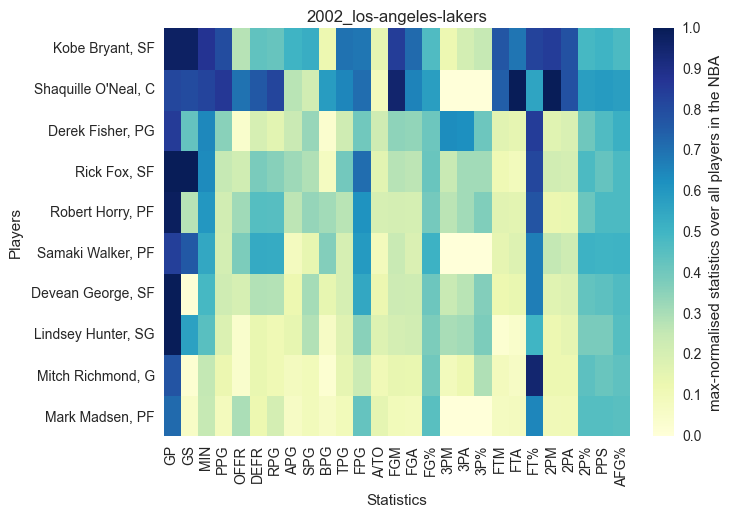 2002_los-angeles-lakers
Players
Kobe Bryant, SF
Shaquille O'Neal, C
Derek Fisher, PG
Rick Fox, SF
Robert Horry, PF
Samaki Walker, PF
Devean George, SF
Lindsey Hunter, SG
Mitch Richmond, G
Mark Madsen, PF
GP GS MIN PPG OFFR DEFR RPG APG SPG BPG TPG FPG A/TO FGM FGA FG% 3PM 3PA 3P% FTM FTA FT% 2PM 2PA 2P% PPS AFG%
Statistics
1.0
0.9
0.8
0.7
0.6
0.5
0.4
0.3
0.2
0.1
0.0
max-normalised statistics over all players in the NBA